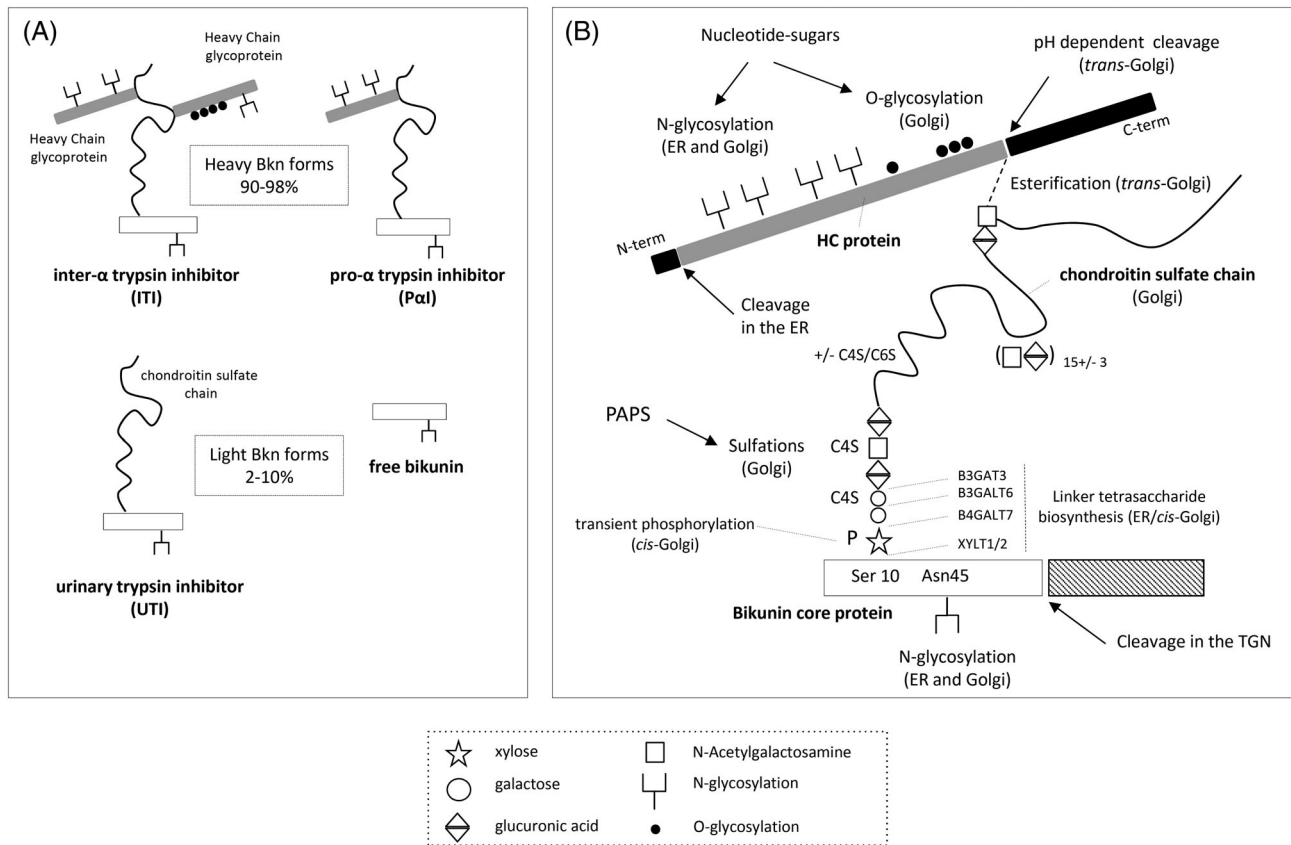 (A)
Heavy Chain
glycoprotein
Heavy Chain
glycoprotein
Heavy Bkn forms
90-98%
inter-α trypsin inhibitor
(ITI)
pro-α trypsin inhibitor
(PαI)
chondroitin sulfate
chain
Light Bkn forms
2-10%
free bikunin
urinary trypsin inhibitor
(UTI)
(B)
Nucleotide-sugars
pH dependent cleavage
(trans-Golgi)
O-glycosylation
(Golgi)
N-glycosylation
(ER and Golgi)
C-term
Esterification (trans-Golgi)
HC protein
N-term
chondroitin sulfate chain
(Golgi)
Cleavage
in the ER
+/- C4S/C6S
( ) 15+/- 3
PAPS
Sulfations
(Golgi)
C4S
C4S
B3GAT3
B3GALT6
B4GALT7
XYLT1/2
Linker tetrasaccharide
biosynthesis (ER/cis-Golgi)
transient phosphorylation
(cis-Golgi)
P
Ser 10 Asn45
Bikunin core protein
Cleavage in the TGN
N-glycosylation
(ER and Golgi)
xylose
N-Acetylgalactosamine
galactose
N-glycosylation
glucuronic acid
O-glycosylation